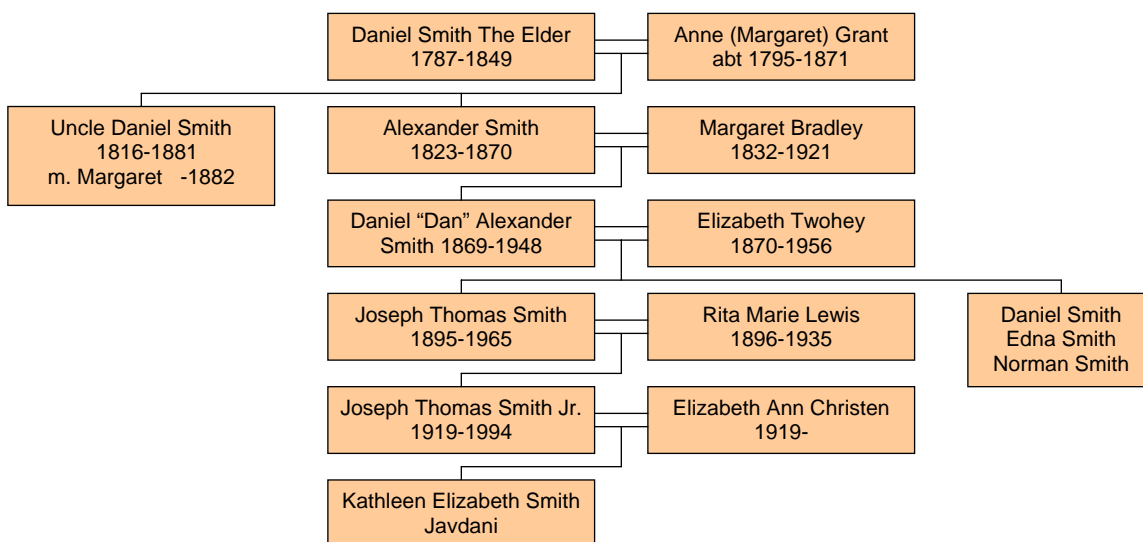 Daniel Smith The Elder
1787-1849
Anne (Margaret) Grant
abt 1795-1871
Uncle Daniel Smith
1816-1881
m. Margaret   -1882
Alexander Smith
1823-1870
Margaret Bradley
1832-1921
Daniel “Dan” Alexander
Smith 1869-1948
Elizabeth Twohey
1870-1956
Joseph Thomas Smith
1895-1965
Rita Marie Lewis
1896-1935
Daniel Smith
Edna Smith
Norman Smith
Joseph Thomas Smith Jr.
1919-1994
Elizabeth Ann Christen
1919-
Kathleen Elizabeth Smith
Javdani